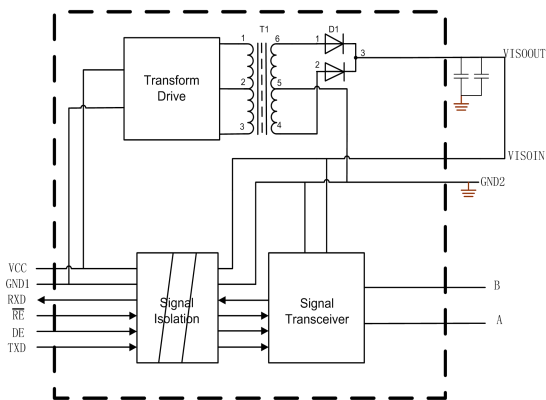 T1
D1
1
6
1
3
2
2
5
3
4
Transform
Drive
VISOOUT
VISOIN
GND2
VCC
GND1
RXD
RE
DE
TXD
Signal
Isolation
Signal
Transceiver
B
A